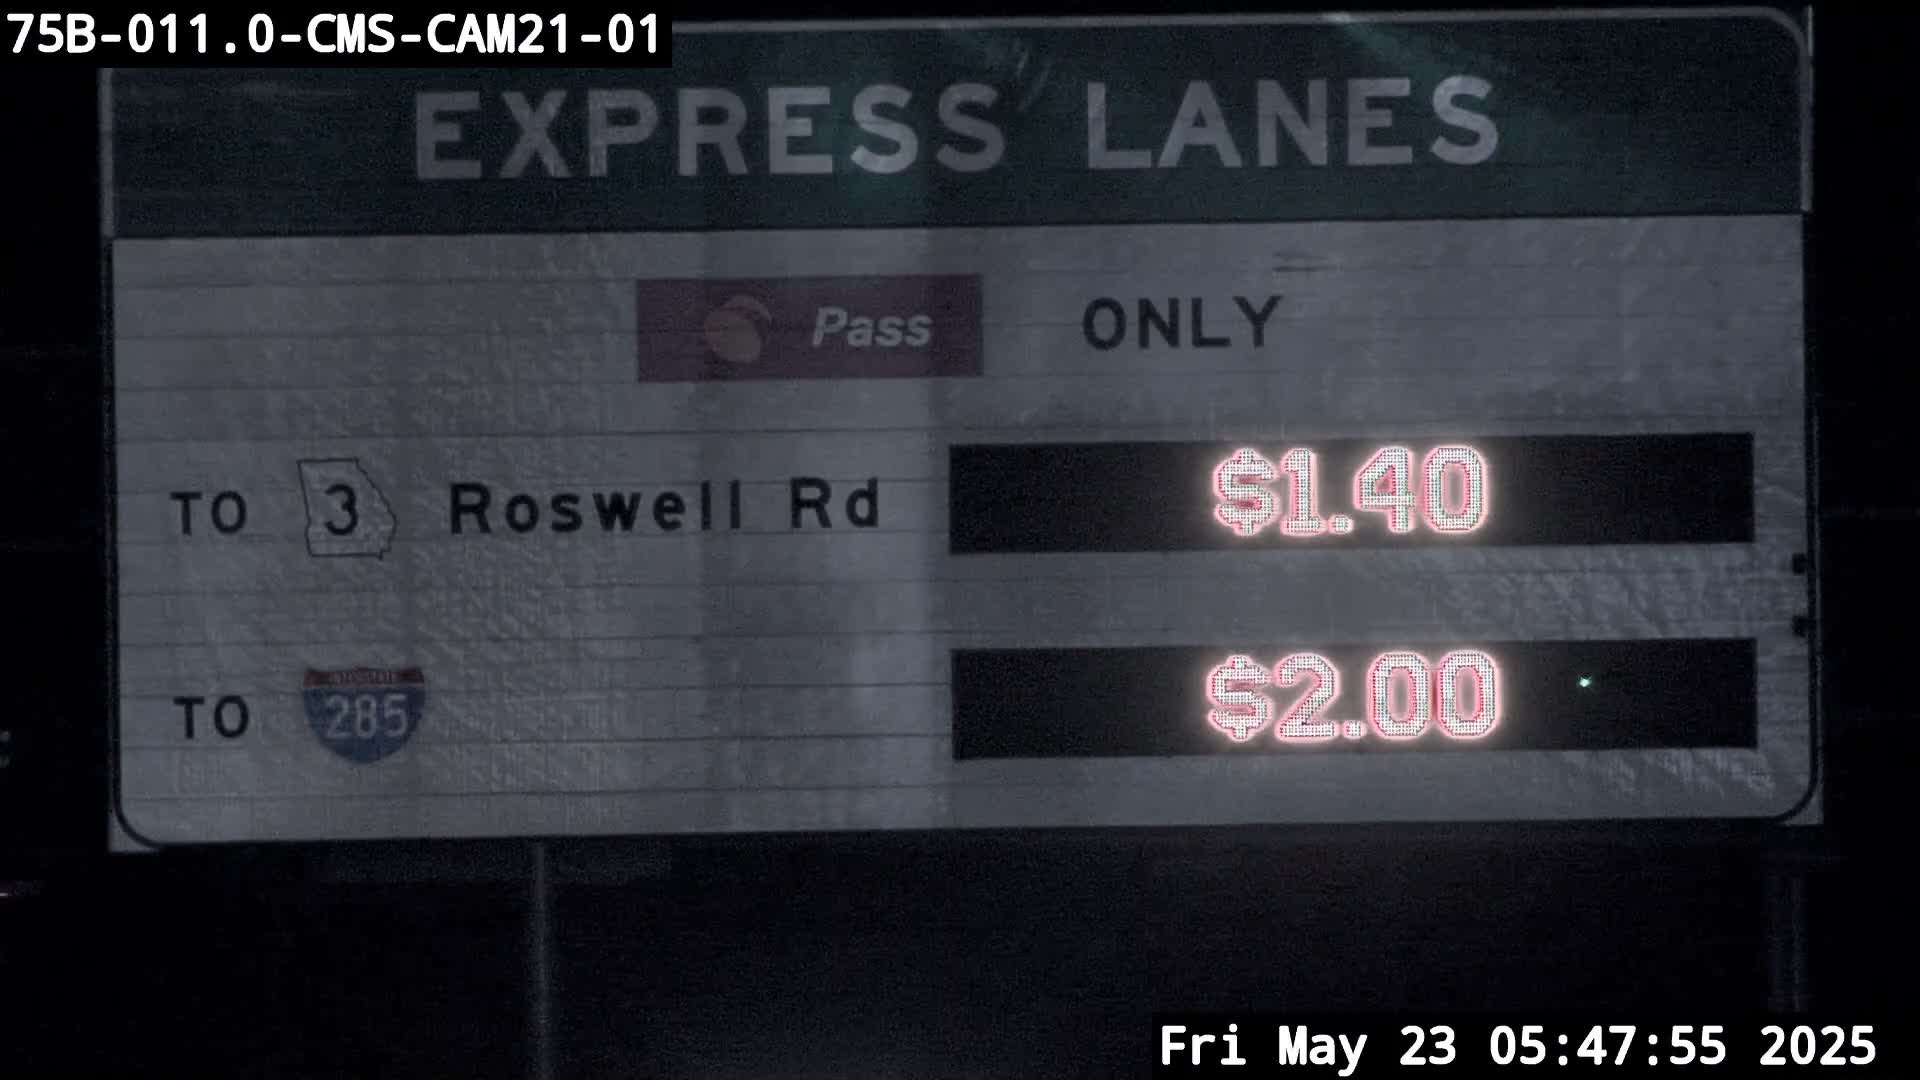 75B-011.0-CMS-CAM21-01
EXPRESS LANES
Pass ONLY
TO 3 Roswell Rd $1.40
INTERSTATE
TO 285 $2.00
Fri May 23 05:47:55 2025